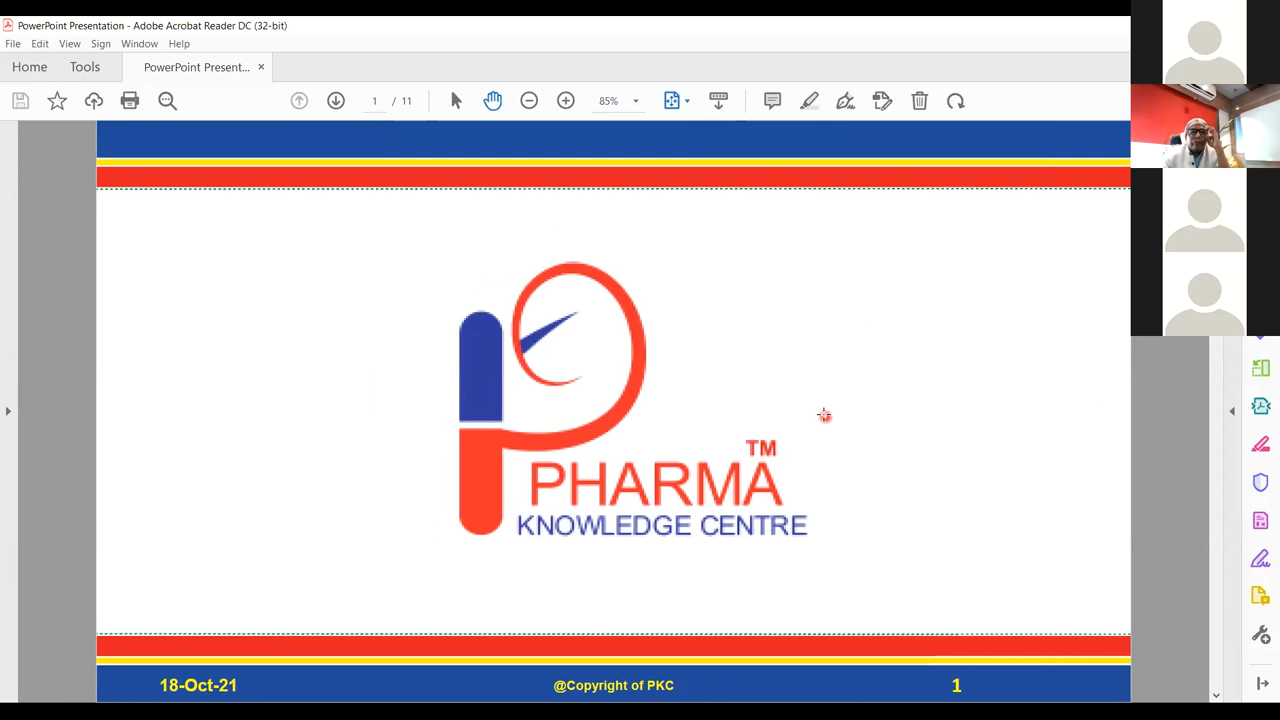 PowerPoint Presentation - Adobe Acrobat Reader DC (32-bit)
File Edit View Sign Window Help
Home Tools PowerPoint Present... ×
1 / 11 85%
TM
PHARMA
KNOWLEDGE CENTRE
18-Oct-21 @Copyright of PKC 1